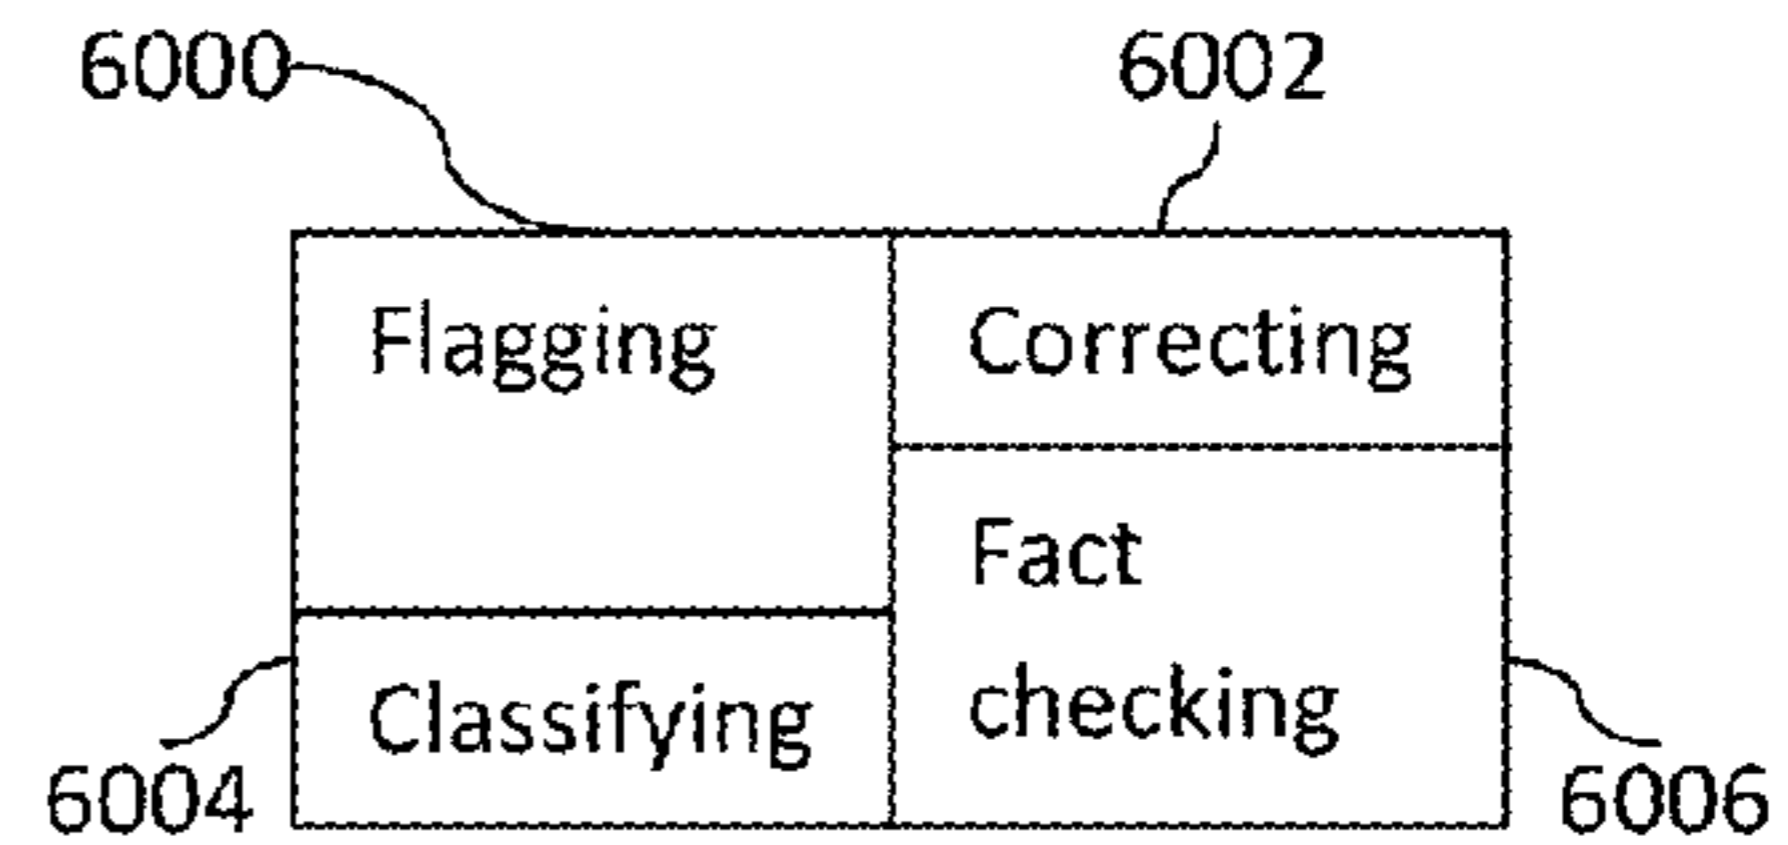 6000 6002
Flagging Correcting
Fact
checking
Classifying
6004 6006